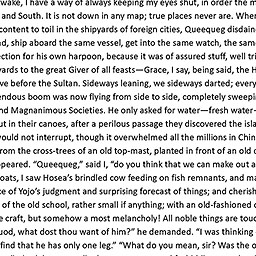 wake, I have a way of always keeping my eyes shut, in order the m
and South. It is not down in any map; true places never are. When
content to toil in the shipyards of foreign cities, Queequeg disdain
nd, ship aboard the same vessel, get into the same watch, the same
ection for his own harpoon, because it was of assured stuff, well tri
yards to the great Giver of all feasts—Grace, I say, being said, the H
ve before the Sultan. Sideways leaning, we sideways darted; every
endous boom was now flying from side to side, completely sweepi
and Magnanimous Societies. He only asked for water—fresh water—
ut in their canoes, after a perilous passage they discovered the isla
would not interrupt, though it overwhelmed all the millions in Chin
from the cross-trees of an old top-mast, planted in front of an old d
ppeared. “Queequeg,” said I, “do you think that we can make out a
oats, I saw Hosea’s brindled cow feeding on fish remnants, and ma
ce of Yojo’s judgment and surprising forecast of things; and cherish
of the old school, rather small if anything; with an old-fashioned c
e craft, but somehow a most melancholy! All noble things are touc
uod, what dost thou want of him?” he demanded. “I was thinking
find that he has only one leg.” “What do you mean, sir? Was the o